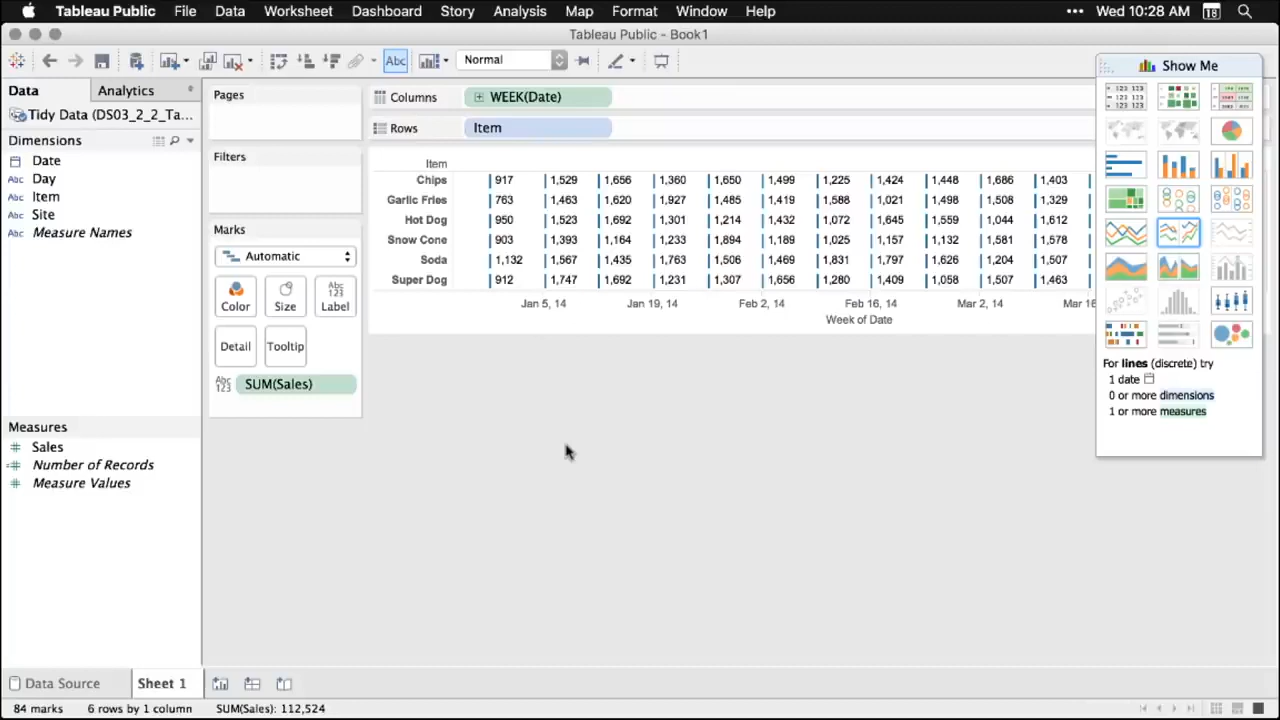 Tableau Public File Data Worksheet Dashboard Story Analysis Map Format Window Help ••• Wed 10:28 AM 18
Tableau Public - Book1
Abc Normal
Show Me
Data Analytics
Tidy Data (DS03_2_2_Ta...
Dimensions
Date
Abc Day
Abc Item
Abc Site
Abc Measure Names
Measures
Sales
Number of Records
Measure Values
Pages
Filters
Marks
Automatic
Color Size Label
Detail Tooltip
SUM(Sales)
Columns WEEK(Date)
Rows Item
Item
Chips 917 1,529 1,656 1,360 1,650 1,499 1,225 1,424 1,448 1,686 1,403
Garlic Fries 763 1,463 1,620 1,927 1,485 1,419 1,588 1,021 1,498 1,508 1,329
Hot Dog 950 1,523 1,692 1,301 1,214 1,432 1,072 1,645 1,559 1,044 1,612
Snow Cone 903 1,393 1,164 1,233 1,894 1,189 1,025 1,157 1,132 1,581 1,578
Soda 1,132 1,567 1,435 1,763 1,506 1,469 1,831 1,797 1,626 1,204 1,507
Super Dog 912 1,747 1,692 1,231 1,307 1,656 1,280 1,409 1,058 1,507 1,463
Jan 5, 14 Jan 19, 14 Feb 2, 14 Feb 16, 14 Mar 2, 14 Mar 16
Week of Date
For lines (discrete) try
1 date
0 or more dimensions
1 or more measures
Data Source Sheet 1
84 marks 6 rows by 1 column SUM(Sales): 112,524